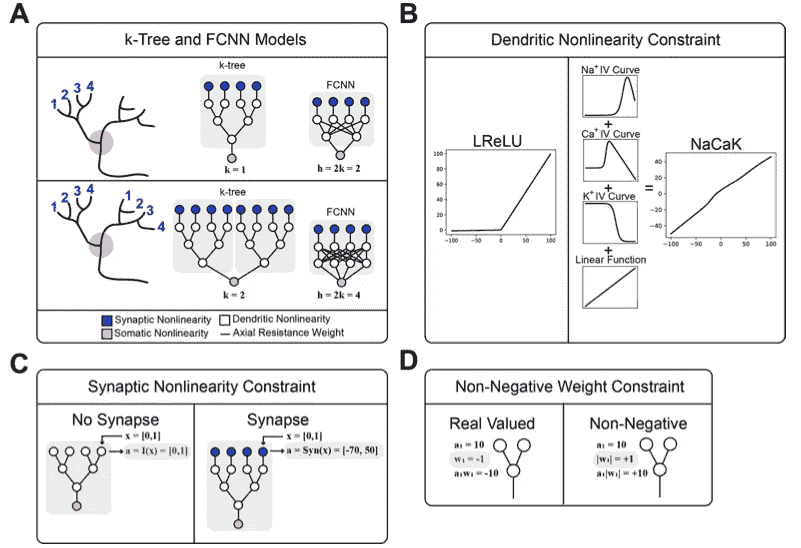 A
k-Tree and FCNN Models
k-tree
FCNN
1 2 3 4
k = 1
h = 2k = 2
k-tree
FCNN
1 2 3 4
1 2 3 4
k = 2
h = 2k = 4
Synaptic Nonlinearity
Dendritic Nonlinearity
Somatic Nonlinearity
Axial Resistance Weight
B
Dendritic Nonlinearity Constraint
LReLU
100
80
60
40
20
0
-100 -50 0 50 100
Na+ IV Curve
+
Ca+ IV Curve
+
K+ IV Curve
+
Linear Function
=
NaCaK
40
20
0
-20
-40
-100 -50 0 50 100
C
Synaptic Nonlinearity Constraint
No Synapse
x = [0,1]
a = I(x) = [0,1]
Synapse
x = [0,1]
a = Syn(x) = [-70, 50]
D
Non-Negative Weight Constraint
Real Valued
a₁ = 10
w₁ = -1
a₁w₁ = -10
Non-Negative
a₁ = 10
|w₁| = +1
a₁|w₁| = +10